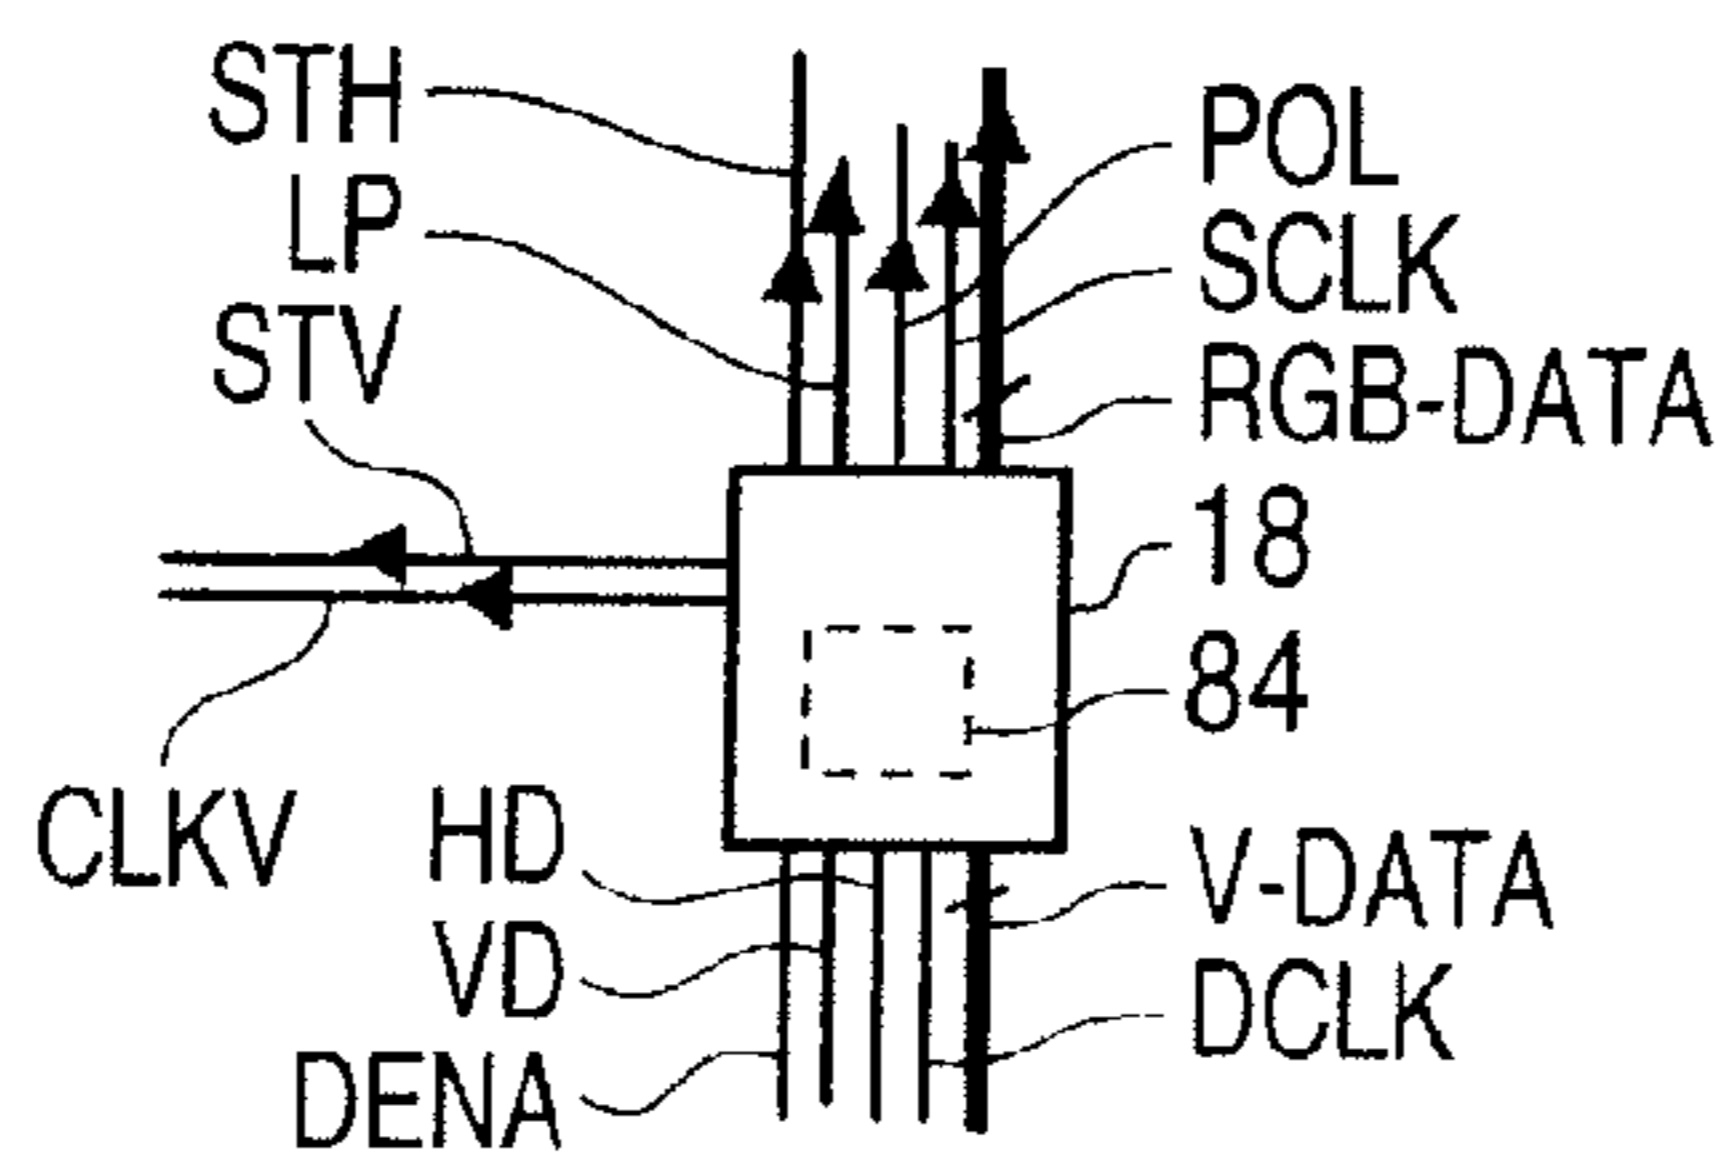 STH
LP
STV
POL
SCLK
RGB-DATA
18
84
CLKV
HD
VD
DENA
V-DATA
DCLK